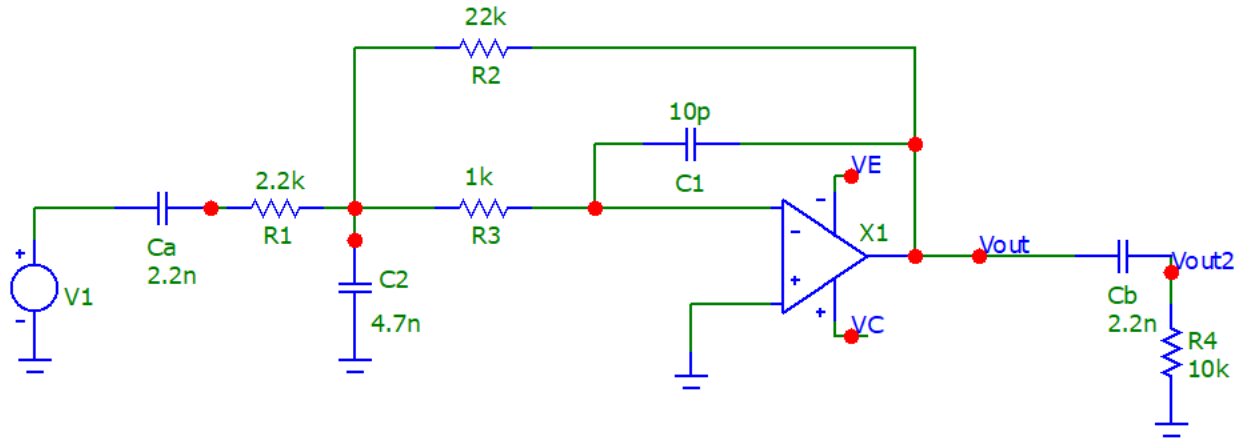 22k
R2
10p
C1
VE
2.2k
1k
X1
R1
R3
Vout
Vout2
Ca
2.2n
V1
C2
4.7n
VC
Cb
2.2n
R4
10k